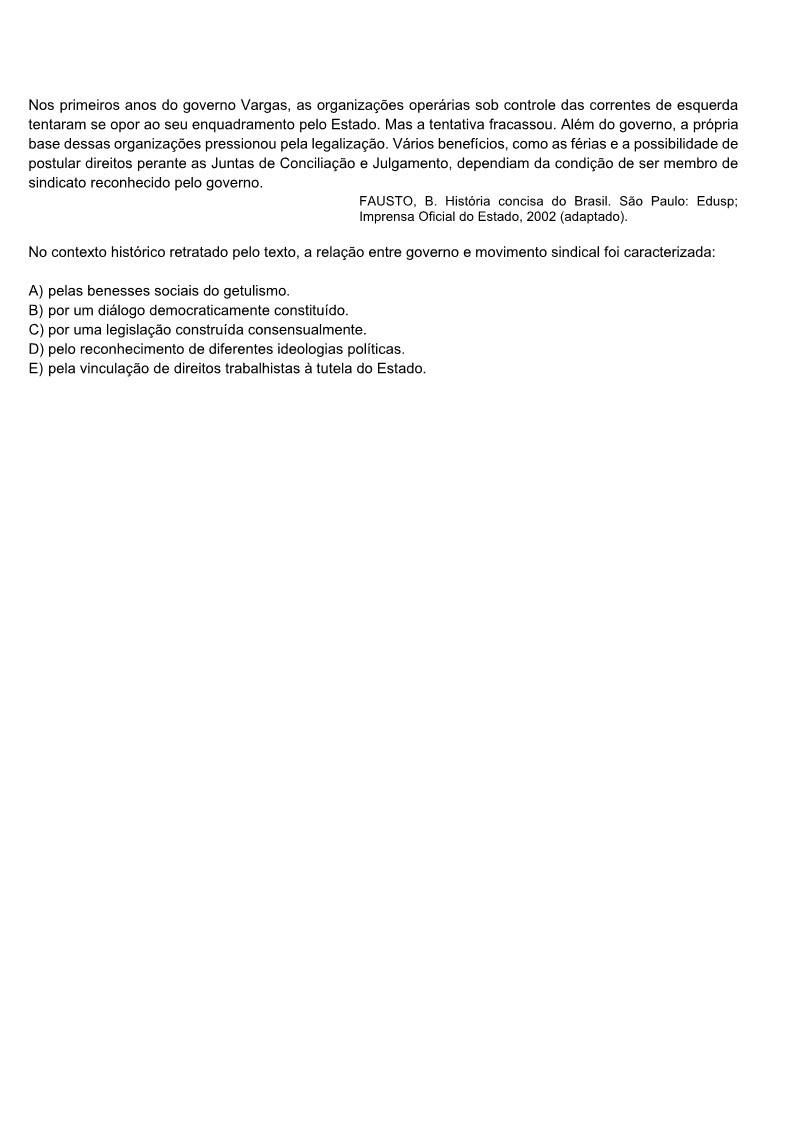 Nos primeiros anos do governo Vargas, as organizações operárias sob controle das correntes de esquerda
tentaram se opor ao seu enquadramento pelo Estado. Mas a tentativa fracassou. Além do governo, a própria
base dessas organizações pressionou pela legalização. Vários benefícios, como as férias e a possibilidade de
postular direitos perante as Juntas de Conciliação e Julgamento, dependiam da condição de ser membro de
sindicato reconhecido pelo governo.
FAUSTO, B. História concisa do Brasil. São Paulo: Edusp;
Imprensa Oficial do Estado, 2002 (adaptado).
No contexto histórico retratado pelo texto, a relação entre governo e movimento sindical foi caracterizada:
A) pelas benesses sociais do getulismo.
B) por um diálogo democraticamente constituído.
C) por uma legislação construída consensualmente.
D) pelo reconhecimento de diferentes ideologias políticas.
E) pela vinculação de direitos trabalhistas à tutela do Estado.